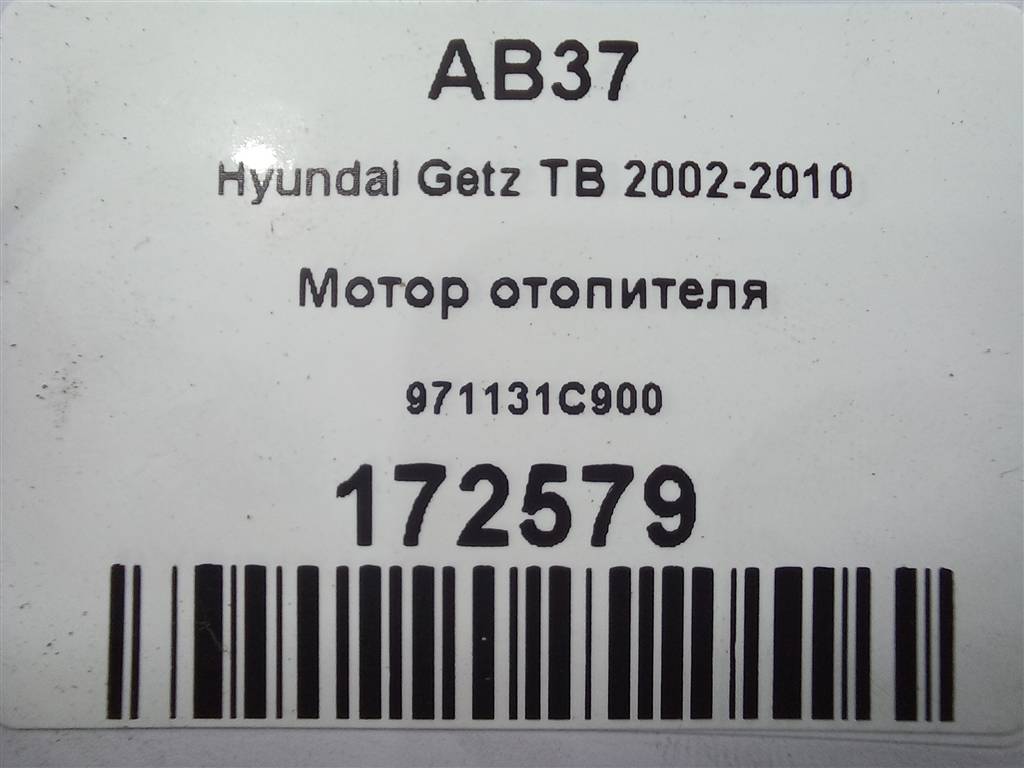 AB37
Hyundai Getz TB 2002-2010
Мотор отопителя
971131C900
172579